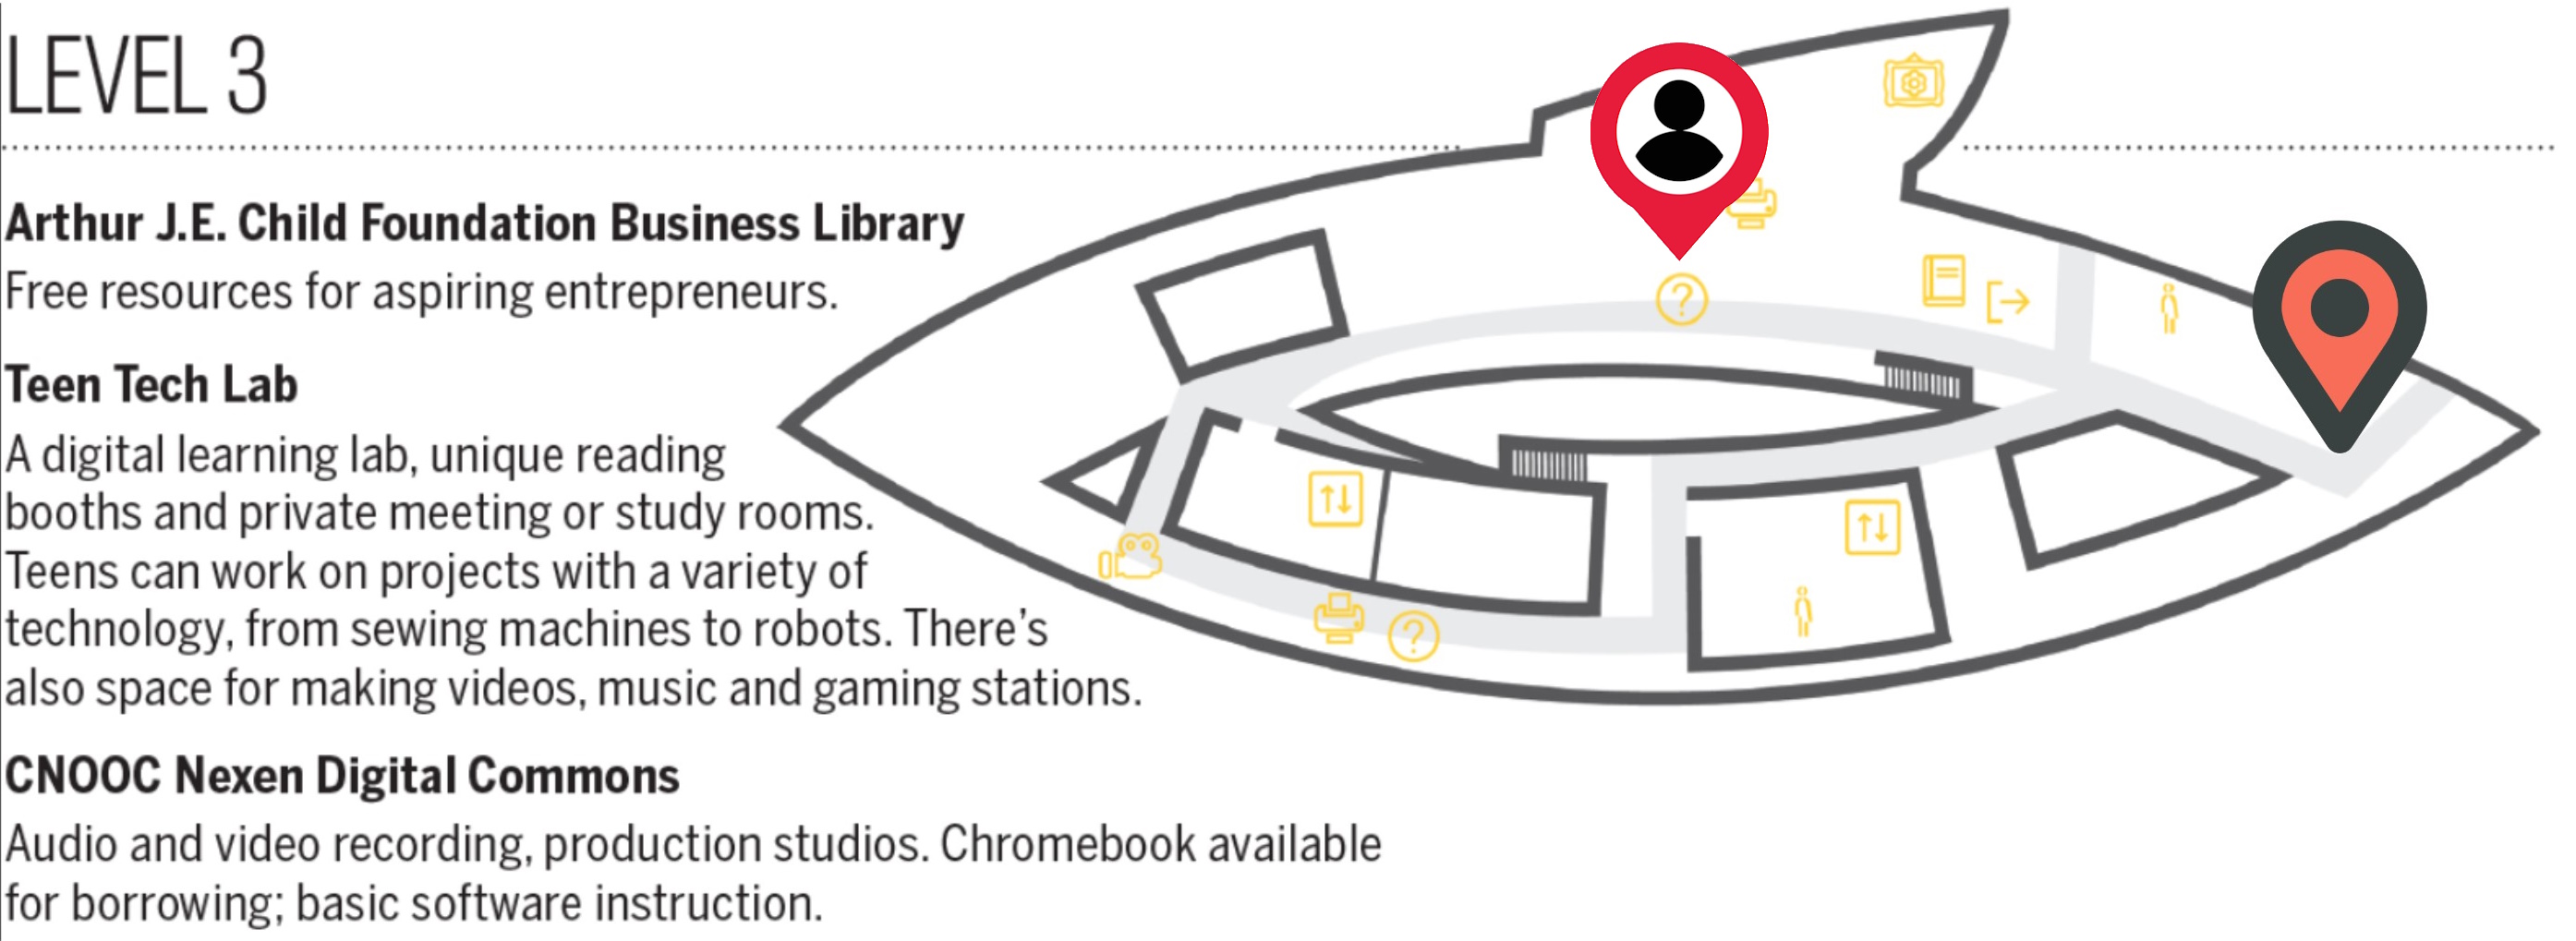 LEVEL 3
Arthur J.E. Child Foundation Business Library
Free resources for aspiring entrepreneurs.
Teen Tech Lab
A digital learning lab, unique reading
booths and private meeting or study rooms.
Teens can work on projects with a variety of
technology, from sewing machines to robots. There's
also space for making videos, music and gaming stations.
CNOOC Nexen Digital Commons
Audio and video recording, production studios. Chromebook available
for borrowing; basic software instruction.